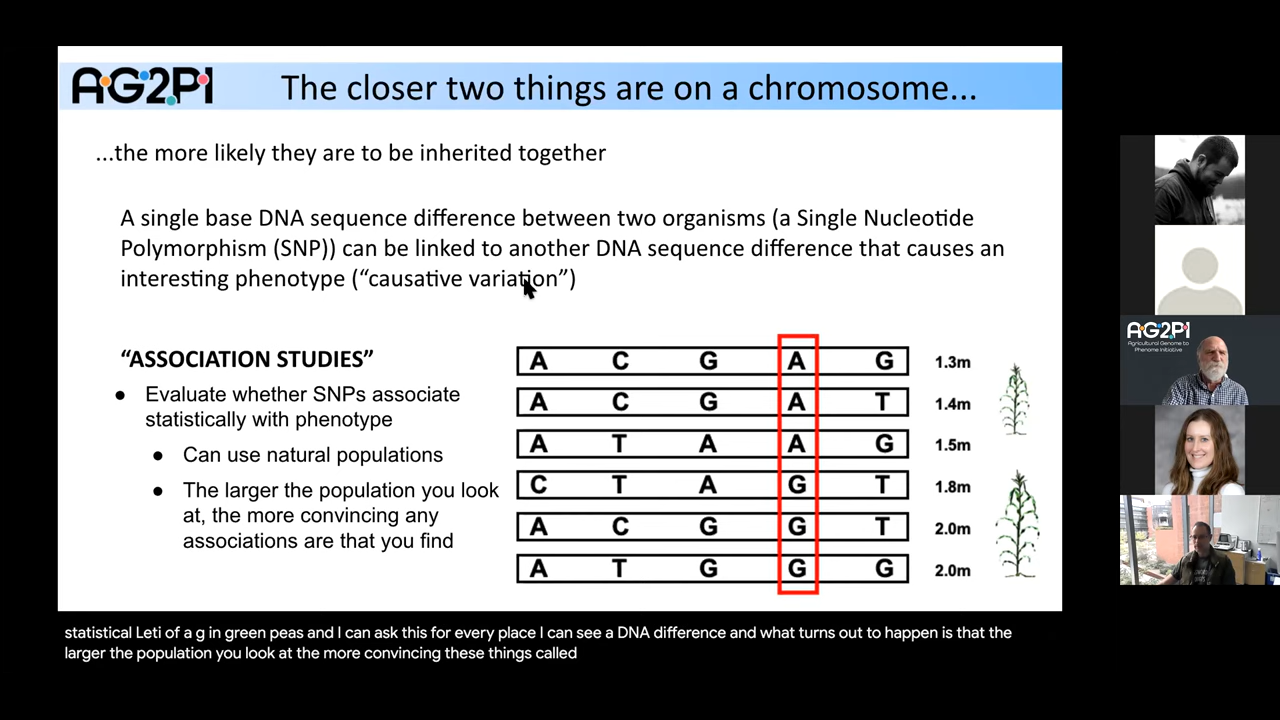 AG2PI
The closer two things are on a chromosome...
...the more likely they are to be inherited together
A single base DNA sequence difference between two organisms (a Single Nucleotide
Polymorphism (SNP)) can be linked to another DNA sequence difference that causes an
interesting phenotype (“causative variation”)
“ASSOCIATION STUDIES”
● Evaluate whether SNPs associate
statistically with phenotype
● Can use natural populations
● The larger the population you look
at, the more convincing any
associations are that you find
A C G A G 1.3m
A C G A T 1.4m
A T A A G 1.5m
C T A G T 1.8m
A C G G T 2.0m
A T G G G 2.0m
AG2PI
Agricultural Genome to
Phenome Initiative
statistical Leti of a g in green peas and I can ask this for every place I can see a DNA difference and what turns out to happen is that the
larger the population you look at the more convincing these things called